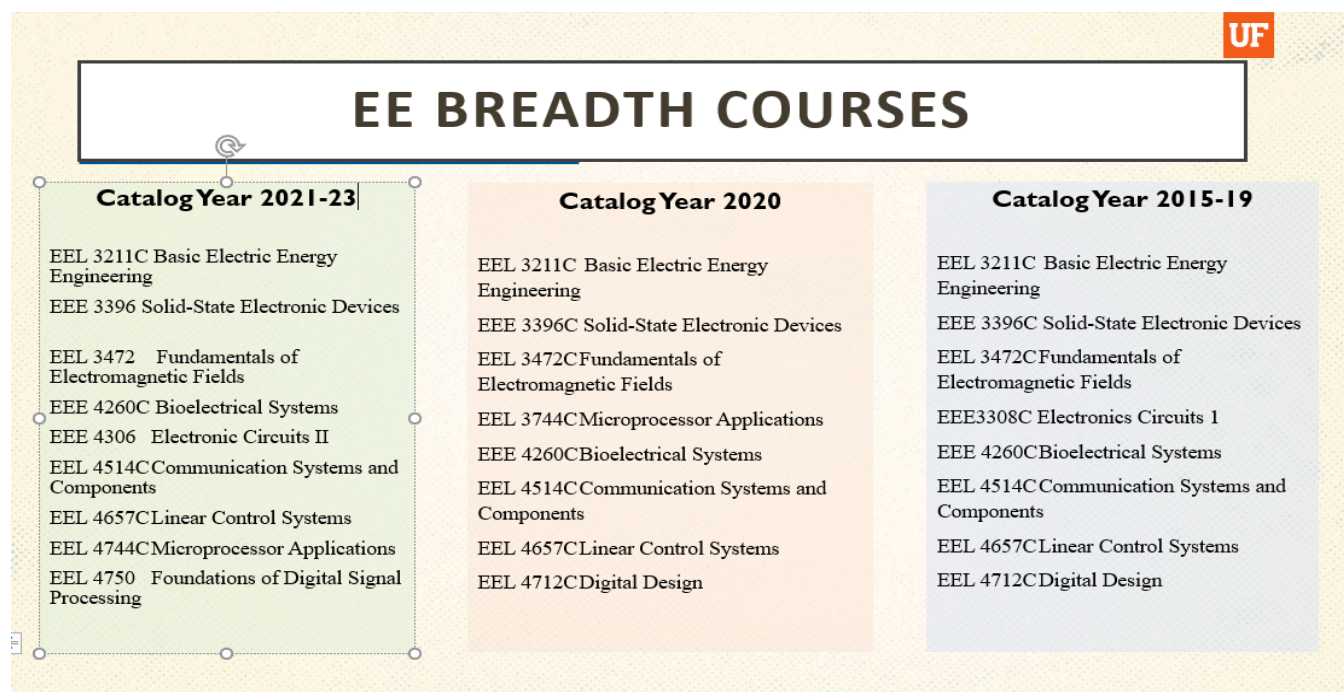 UF
EE BREADTH COURSES
Catalog Year 2021-23
EEL 3211C Basic Electric Energy
Engineering
EEE 3396 Solid-State Electronic Devices
EEL 3472 Fundamentals of
Electromagnetic Fields
EEE 4260C Bioelectrical Systems
EEE 4306 Electronic Circuits II
EEL 4514C Communication Systems and
Components
EEL 4657C Linear Control Systems
EEL 4744C Microprocessor Applications
EEL 4750 Foundations of Digital Signal
Processing
Catalog Year 2020
EEL 3211C Basic Electric Energy
Engineering
EEE 3396C Solid-State Electronic Devices
EEL 3472C Fundamentals of
Electromagnetic Fields
EEL 3744C Microprocessor Applications
EEE 4260C Bioelectrical Systems
EEL 4514C Communication Systems and
Components
EEL 4657C Linear Control Systems
EEL 4712C Digital Design
Catalog Year 2015-19
EEL 3211C Basic Electric Energy
Engineering
EEE 3396C Solid-State Electronic Devices
EEL 3472C Fundamentals of
Electromagnetic Fields
EEE3308C Electronics Circuits 1
EEE 4260C Bioelectrical Systems
EEL 4514C Communication Systems and
Components
EEL 4657C Linear Control Systems
EEL 4712C Digital Design